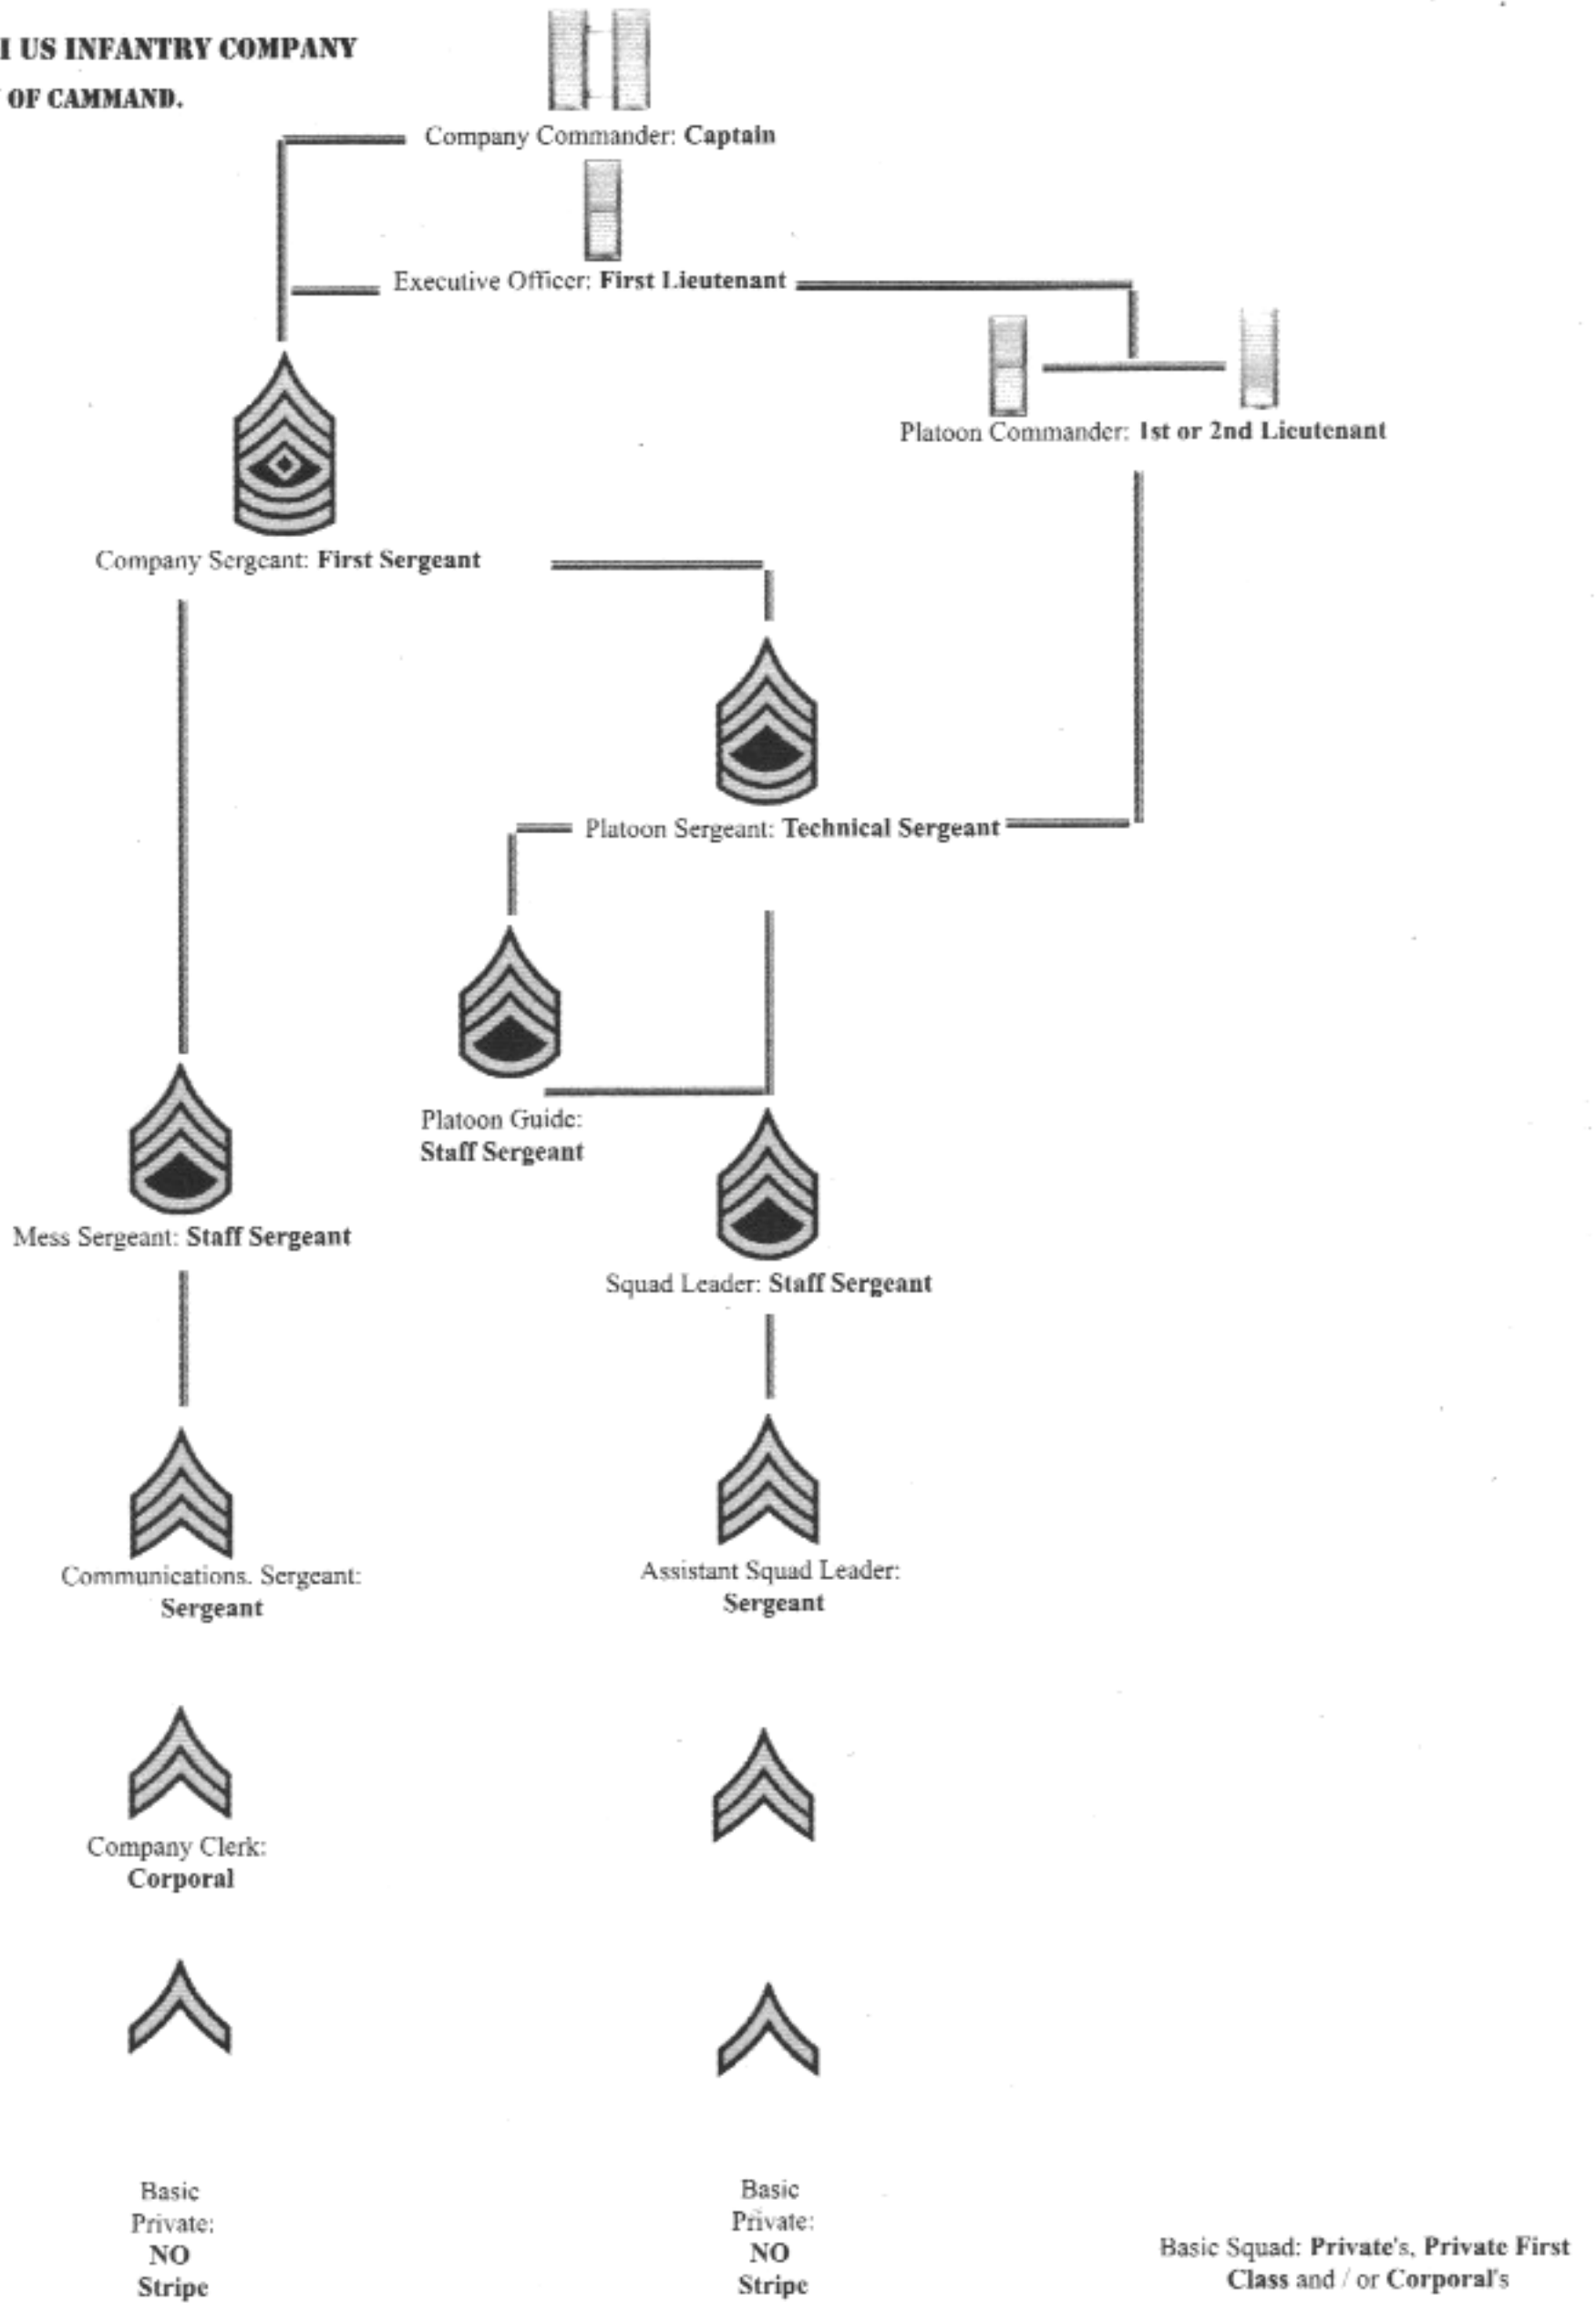 I US INFANTRY COMPANY
OF CAMMAND.
Company Commander: Captain
Executive Officer: First Lieutenant
Platoon Commander: 1st or 2nd Lieutenant
Company Sergeant: First Sergeant
Platoon Sergeant: Technical Sergeant
Platoon Guide:
Staff Sergeant
Mess Sergeant: Staff Sergeant
Squad Leader: Staff Sergeant
Communications. Sergeant:
Sergeant
Assistant Squad Leader:
Sergeant
Company Clerk:
Corporal
Basic
Private:
NO
Stripe
Basic
Private:
NO
Stripe
Basic Squad: Private's, Private First
Class and / or Corporal's